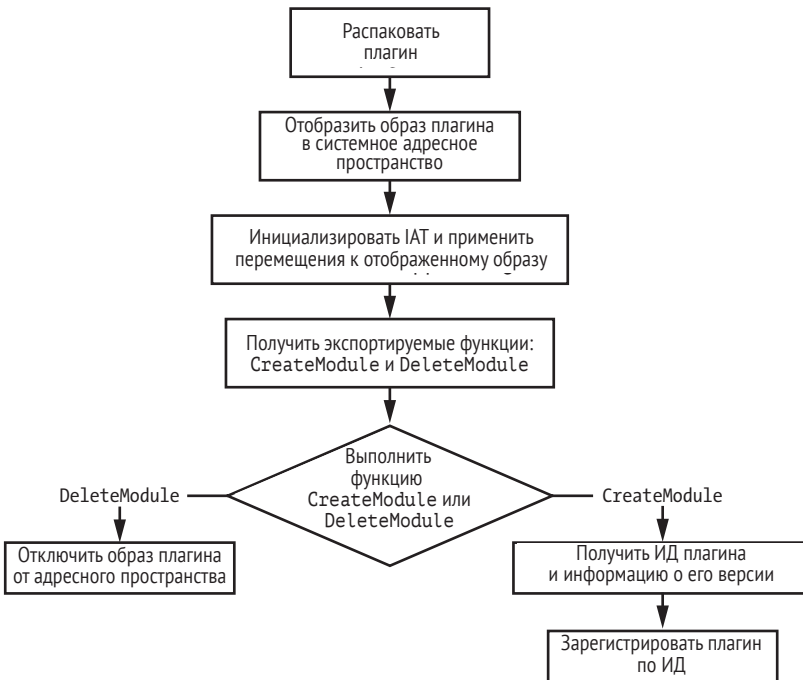 Распаковать
плагин
Отобразить образ плагина
в системное адресное
пространство
Инициализировать IAT и применить
перемещения к отображенному образу
Получить экспортируемые функции:
CreateModule и DeleteModule
Выполнить
функцию
CreateModule или
DeleteModule
DeleteModule
CreateModule
Отключить образ плагина
от адресного пространства
Получить ИД плагина
и информацию о его версии
Зарегистрировать плагин
по ИД